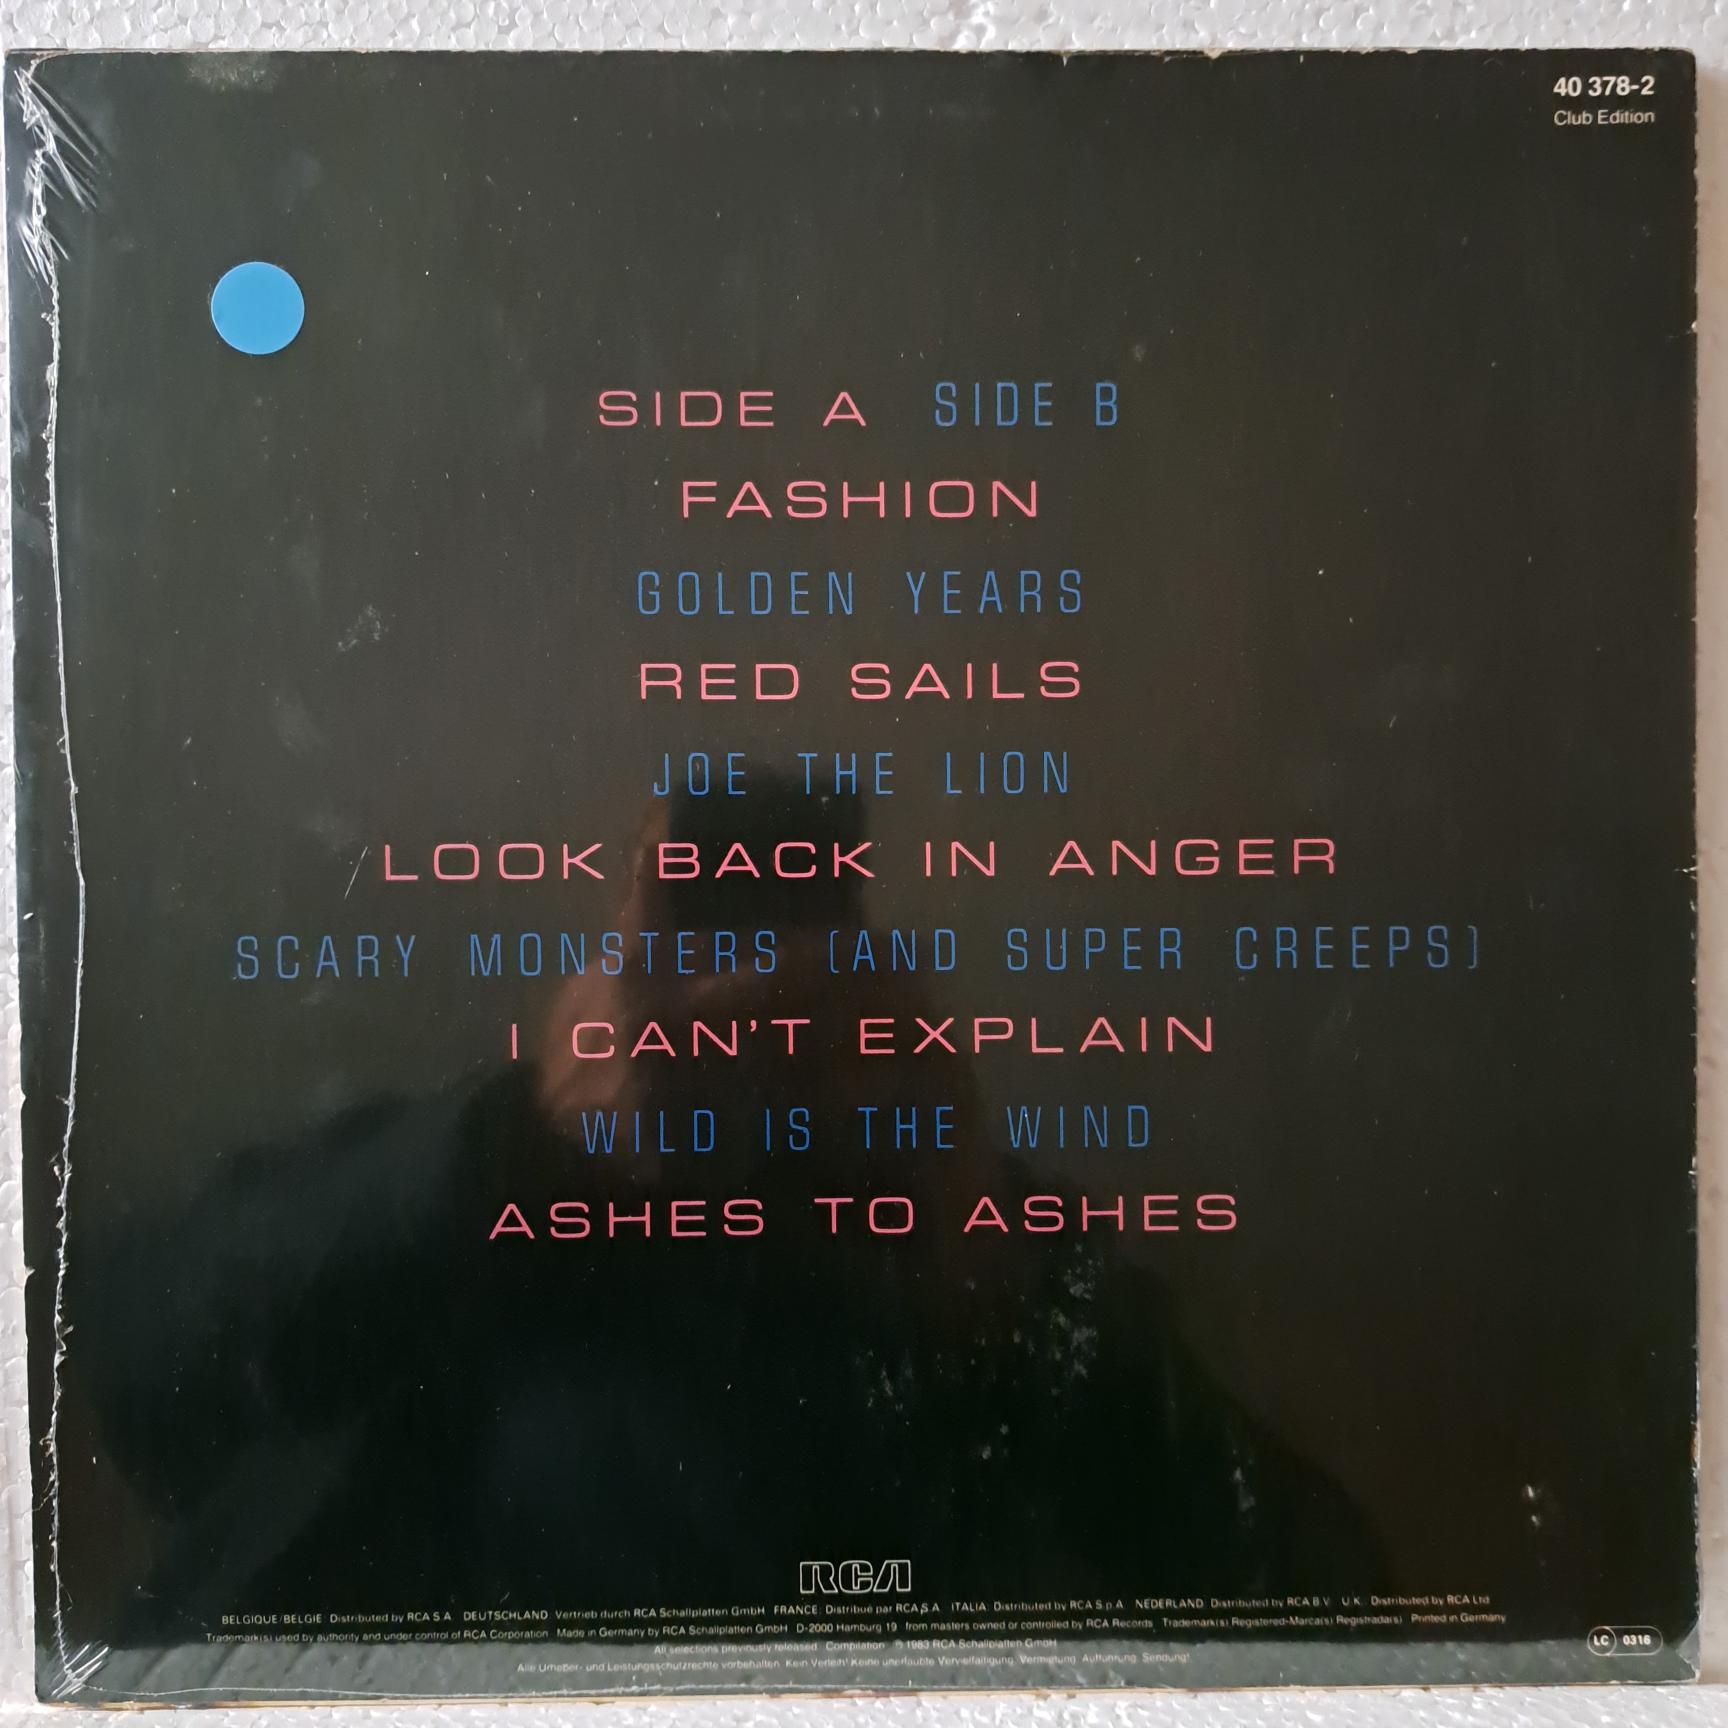 40 378-2
Club Edition
SIDE A SIDE B
FASHION
GOLDEN YEARS
RED SAILS
JOE THE LION
LOOK BACK IN ANGER
SCARY MONSTERS (AND SUPER CREEPS)
I CAN'T EXPLAIN
WILD IS THE WIND
ASHES TO ASHES
RCA
BELGIQUE/BELGIË: Distributed by RCA S.A. DEUTSCHLAND: Vertrieb durch RCA Schallplatten GmbH FRANCE: Distribué par RCA S.A. ITALIA: Distributed by RCA S.p.A. NEDERLAND: Distributed by RCA B.V. U.K.: Distributed by RCA Ltd
Trademark(s) used by authority and under control of RCA Corporation Made in Germany by RCA Schallplatten GmbH D-2000 Hamburg 19 from masters owned or controlled by RCA Records Trademark(s) Registered-Marca(s) Registrada(s) Printed in Germany
All selections previously released Compilation ℗ 1983 RCA Schallplatten GmbH
Alle Urheber- und Leistungsschutzrechte vorbehalten. Kein Verleih! Keine unerlaubte Vervielfältigung, Vermietung, Aufführung, Sendung!
LC 0316